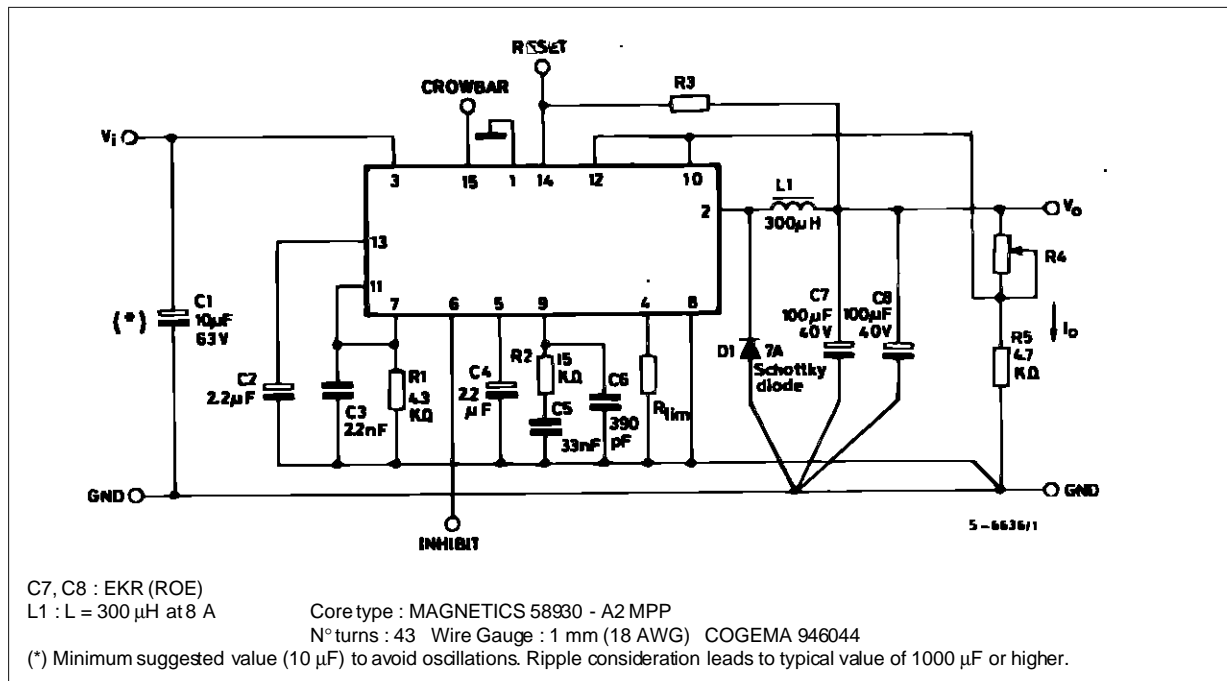 RESET
CROWBAR
R3
Vi
3
15
1
14
12
10
2
L1
300μH
Vo
13
11
7
6
5
9
4
8
R4
(*)
C1
10μF
63V
C7
100μF
40V
C8
100μF
40V
Io
C2
2.2μF
C3
2.2nF
R1
4.3
KΩ
C4
2.2
μF
R2
15
KΩ
C5
33nF
C6
390
pF
Rlim
D1
7A
Schottky
diode
R5
4.7
KΩ
GND
GND
INHIBIT
5-6636/1
C7, C8 : EKR (ROE)
L1 : L = 300 μH at 8 A Core type : MAGNETICS 58930 - A2 MPP
N° turns : 43 Wire Gauge : 1 mm (18 AWG) COGEMA 946044
(*) Minimum suggested value (10 μF) to avoid oscillations. Ripple consideration leads to typical value of 1000 μF or higher.